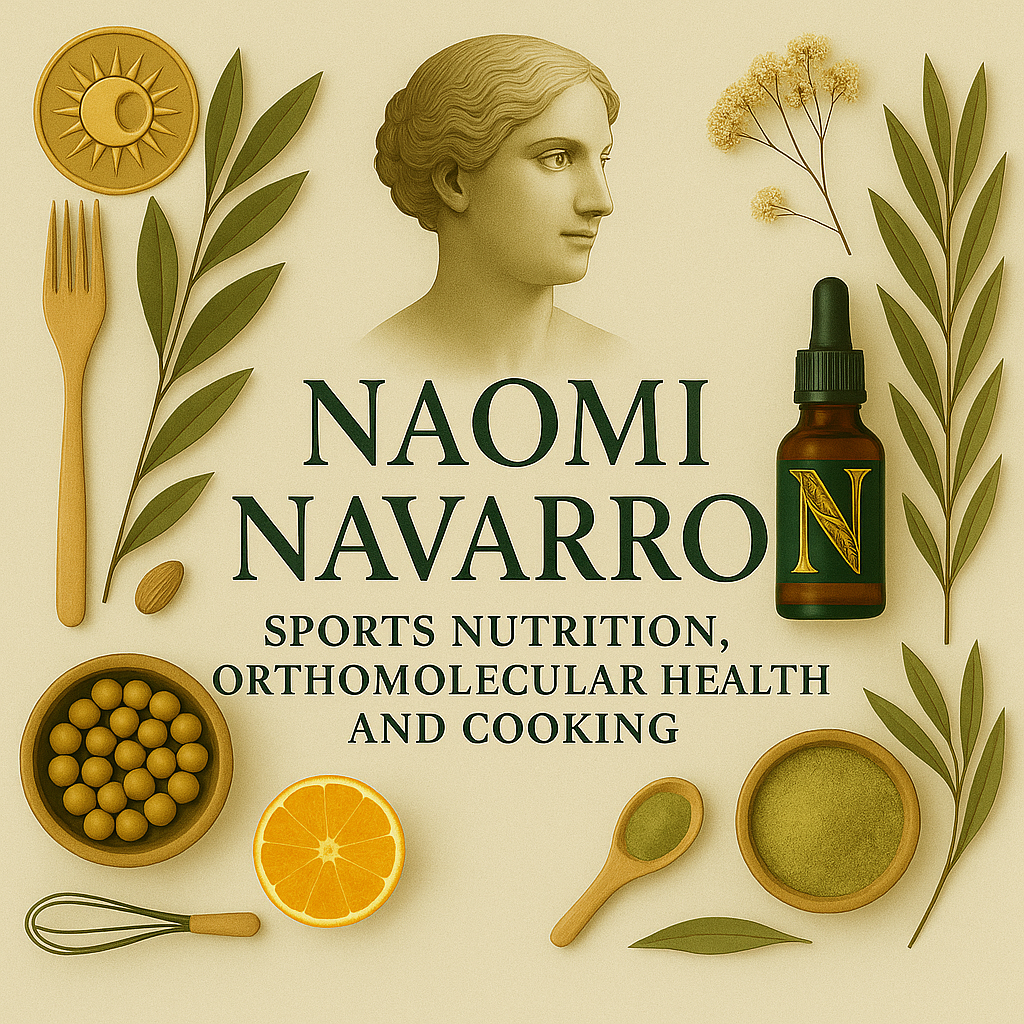 NAOMI
NAVARRO
N
SPORTS NUTRITION,
ORTHOMOLECULAR HEALTH
AND COOKING